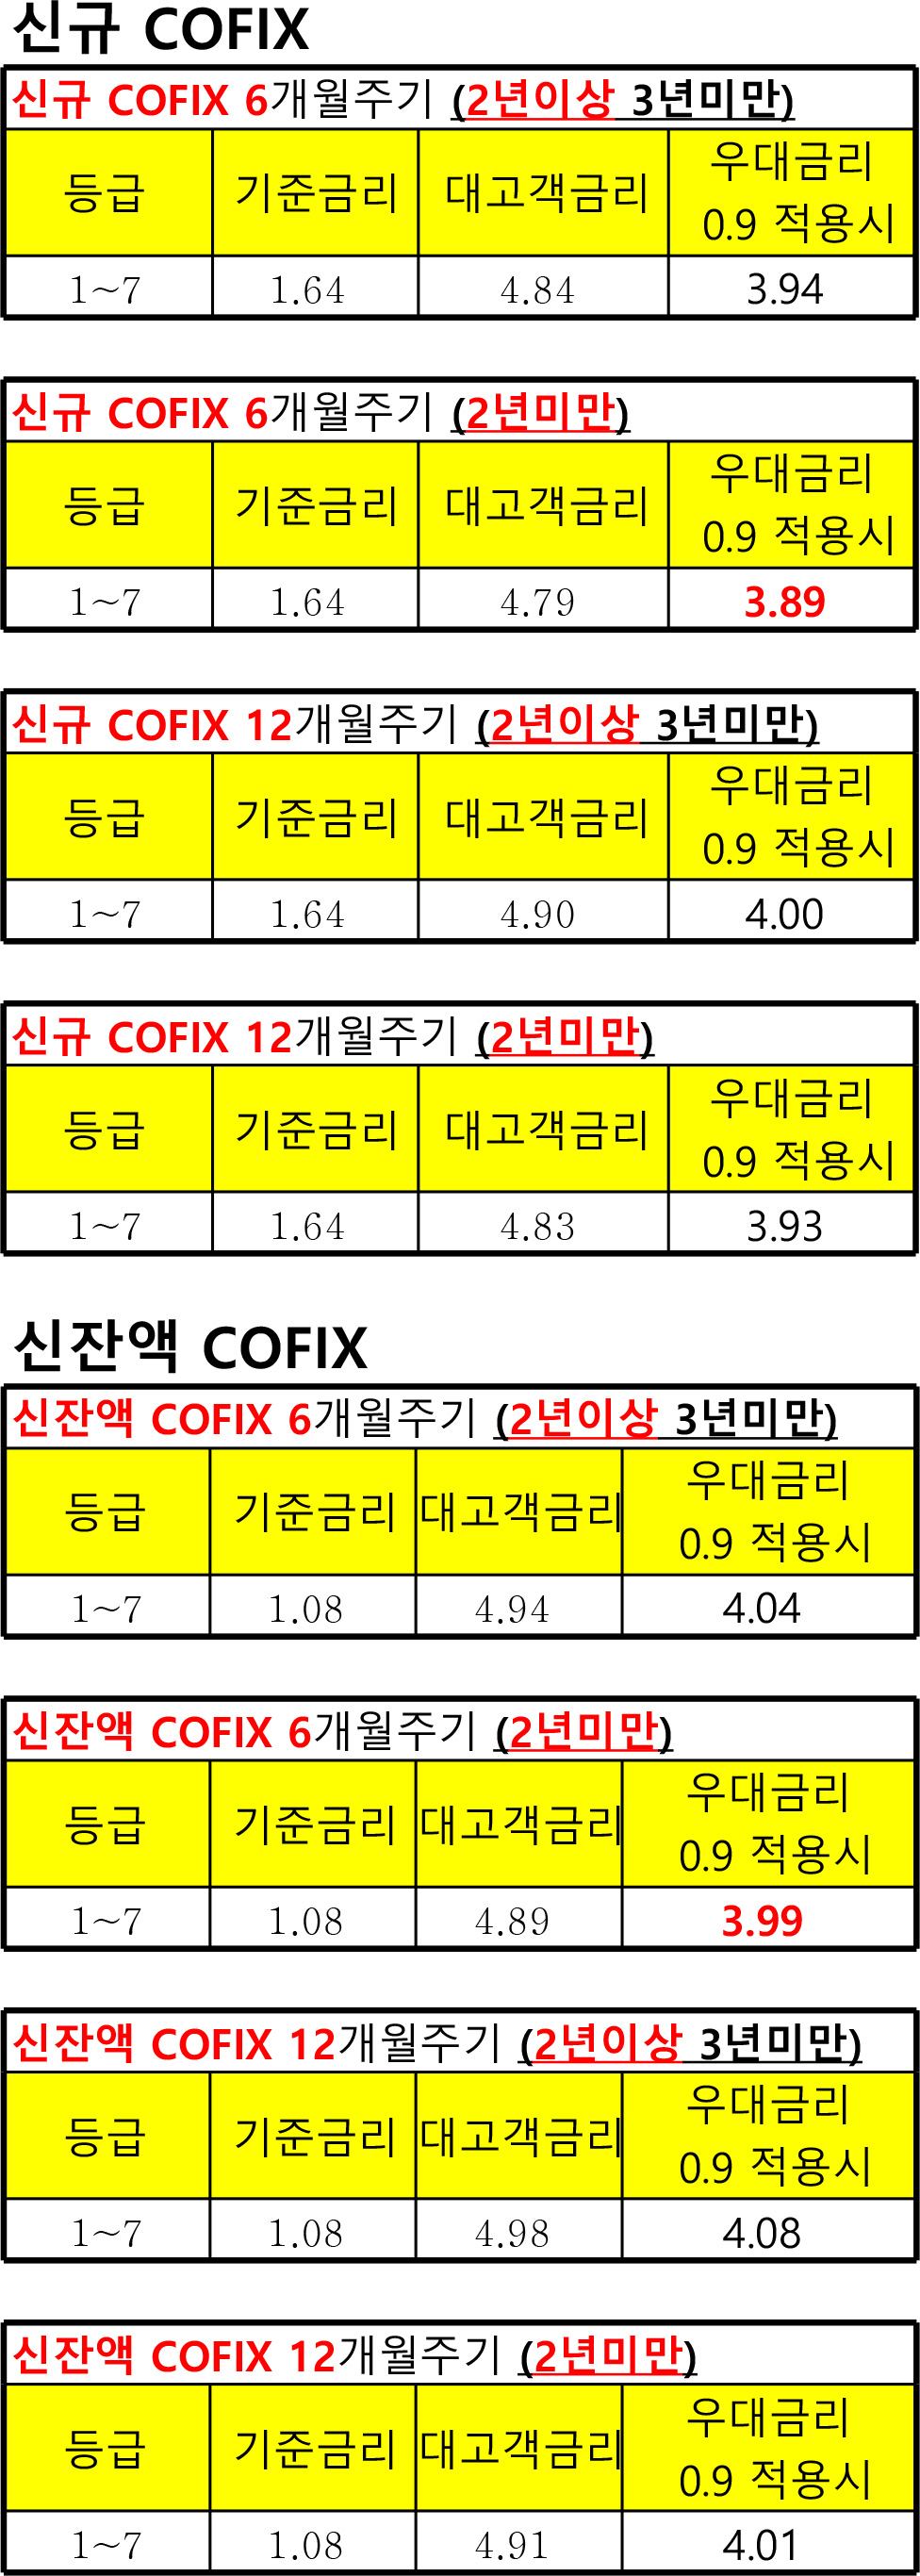 신규 COFIX
신규 COFIX 6개월주기 (2년이상 3년미만)
등급 기준금리 대고객금리 우대금리 0.9 적용시
1~7 1.64 4.84 3.94
신규 COFIX 6개월주기 (2년미만)
등급 기준금리 대고객금리 우대금리 0.9 적용시
1~7 1.64 4.79 3.89
신규 COFIX 12개월주기 (2년이상 3년미만)
등급 기준금리 대고객금리 우대금리 0.9 적용시
1~7 1.64 4.90 4.00
신규 COFIX 12개월주기 (2년미만)
등급 기준금리 대고객금리 우대금리 0.9 적용시
1~7 1.64 4.83 3.93
신잔액 COFIX
신잔액 COFIX 6개월주기 (2년이상 3년미만)
등급 기준금리 대고객금리 우대금리 0.9 적용시
1~7 1.08 4.94 4.04
신잔액 COFIX 6개월주기 (2년미만)
등급 기준금리 대고객금리 우대금리 0.9 적용시
1~7 1.08 4.89 3.99
신잔액 COFIX 12개월주기 (2년이상 3년미만)
등급 기준금리 대고객금리 우대금리 0.9 적용시
1~7 1.08 4.98 4.08
신잔액 COFIX 12개월주기 (2년미만)
등급 기준금리 대고객금리 우대금리 0.9 적용시
1~7 1.08 4.91 4.01